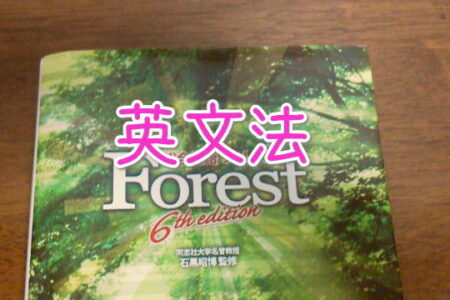 英文法
Forest
6th edition
同志社大学名誉教授
石黒昭博 監修